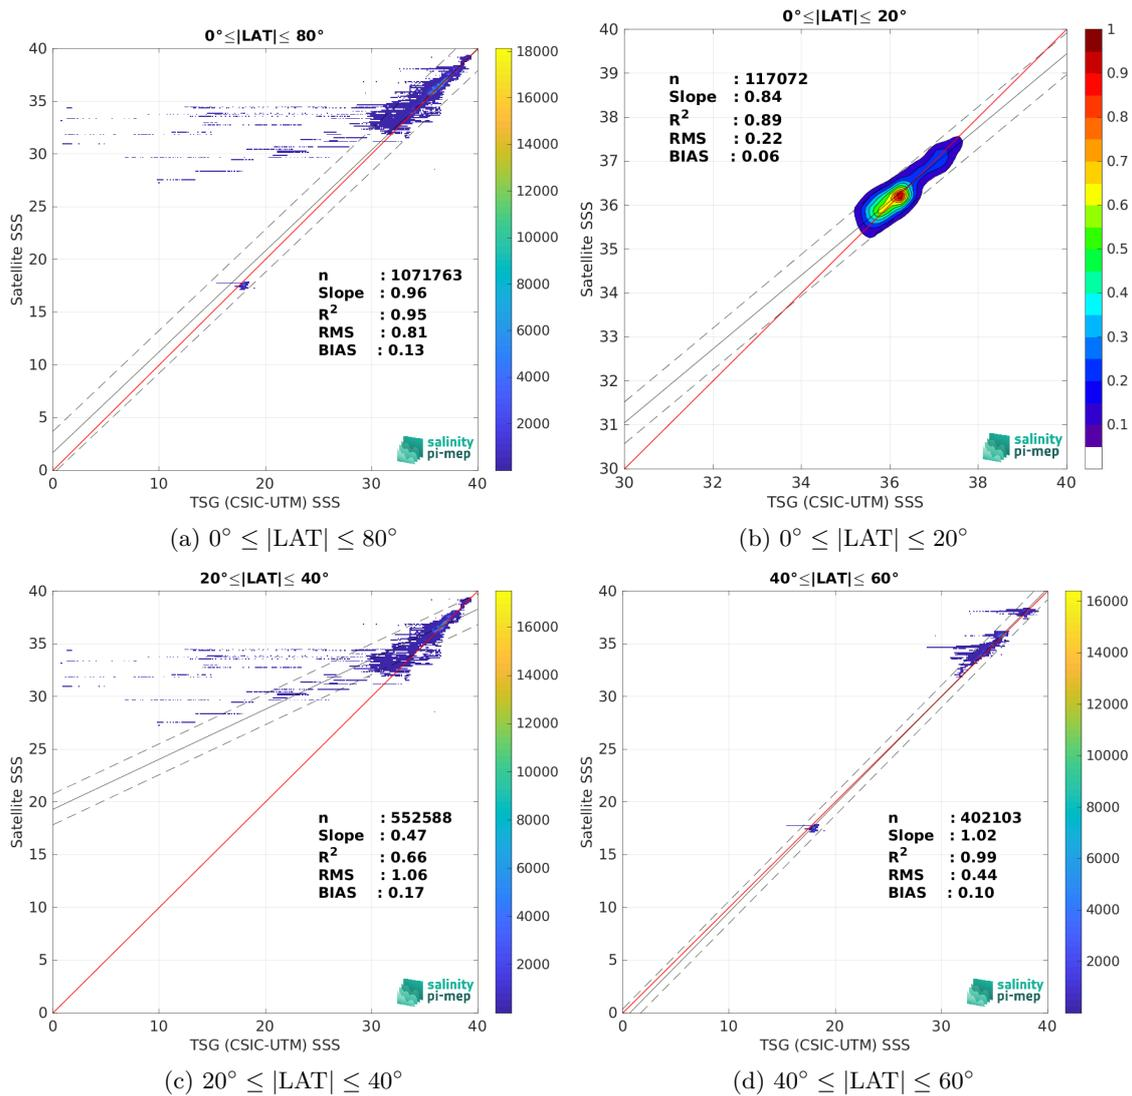 0°≤|LAT|≤ 80°
40
35
30
25
20
15
10
5
0
Satellite SSS
0
10
20
30
40
TSG (CSIC-UTM) SSS
n : 1071763
Slope : 0.96
R² : 0.95
RMS : 0.81
BIAS : 0.13
salinity
pi-mep
18000
16000
14000
12000
10000
8000
6000
4000
2000
(a) 0° ≤ |LAT| ≤ 80°
0°≤|LAT|≤ 20°
40
39
38
37
36
35
34
33
32
31
30
Satellite SSS
30
32
34
36
38
40
TSG (CSIC-UTM) SSS
n : 117072
Slope : 0.84
R² : 0.89
RMS : 0.22
BIAS : 0.06
salinity
pi-mep
1
0.9
0.8
0.7
0.6
0.5
0.4
0.3
0.2
0.1
(b) 0° ≤ |LAT| ≤ 20°
20°≤|LAT|≤ 40°
40
35
30
25
20
15
10
5
0
Satellite SSS
0
10
20
30
40
TSG (CSIC-UTM) SSS
n : 552588
Slope : 0.47
R² : 0.66
RMS : 1.06
BIAS : 0.17
salinity
pi-mep
16000
14000
12000
10000
8000
6000
4000
2000
(c) 20° ≤ |LAT| ≤ 40°
40°≤|LAT|≤ 60°
40
35
30
25
20
15
10
5
0
Satellite SSS
0
10
20
30
40
TSG (CSIC-UTM) SSS
n : 402103
Slope : 1.02
R² : 0.99
RMS : 0.44
BIAS : 0.10
salinity
pi-mep
16000
14000
12000
10000
8000
6000
4000
2000
(d) 40° ≤ |LAT| ≤ 60°